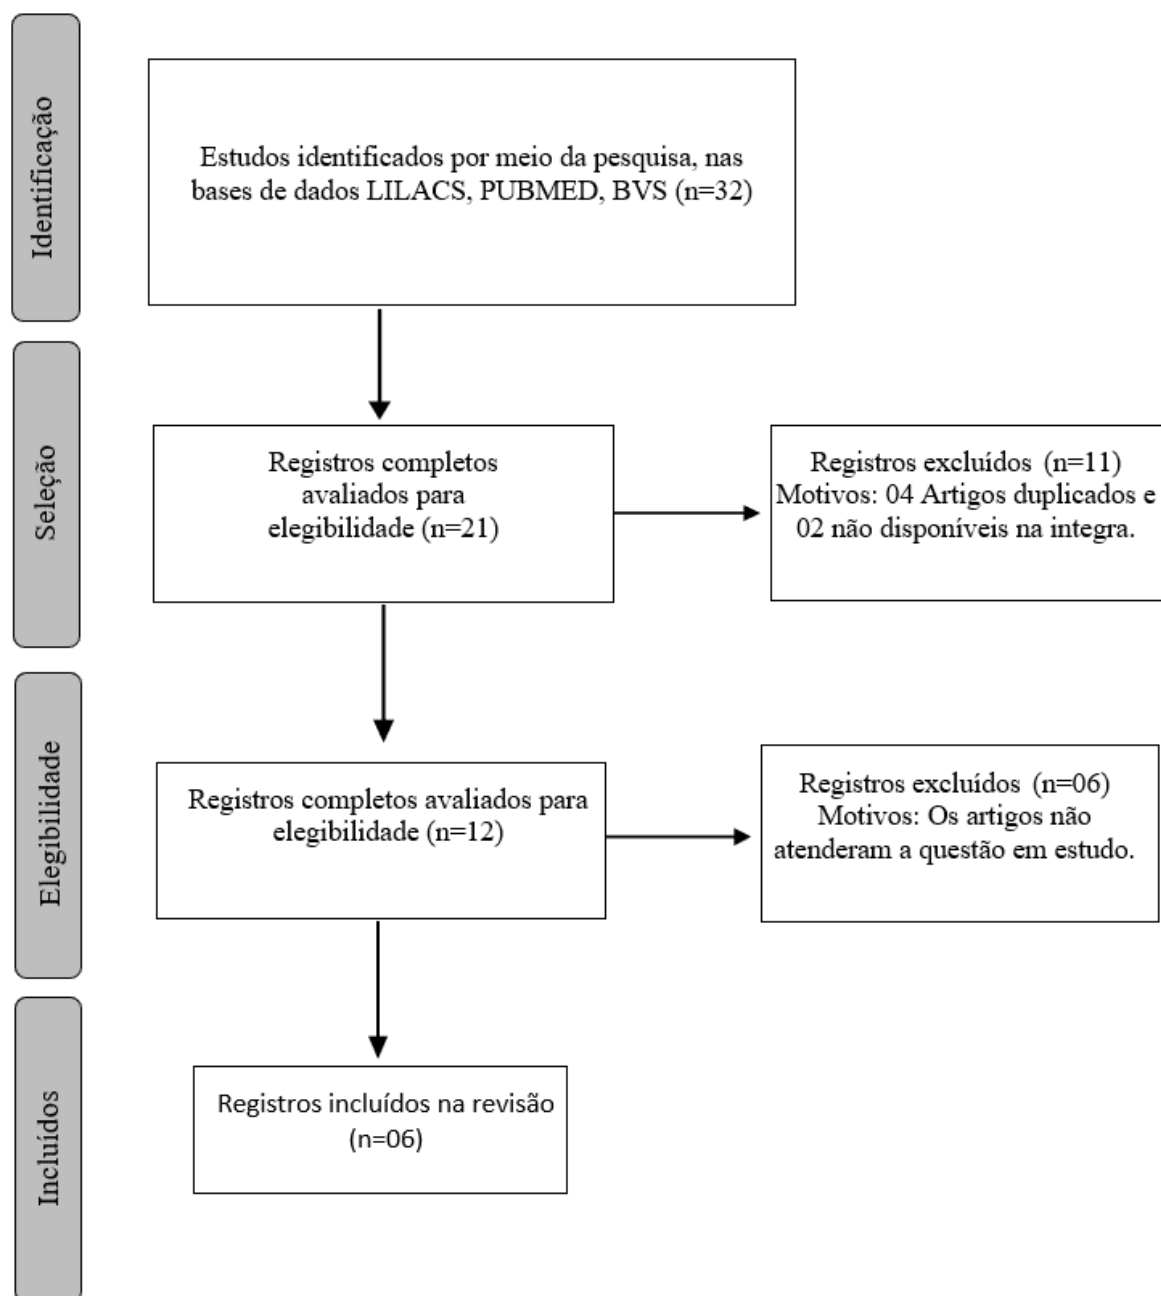 Identificação
Estudos identificados por meio da pesquisa, nas
bases de dados LILACS, PUBMED, BVS (n=32)
Seleção
Registros completos
avaliados para
elegibilidade (n=21)
Registros excluídos (n=11)
Motivos: 04 Artigos duplicados e
02 não disponíveis na integra.
Elegibilidade
Registros completos avaliados para
elegibilidade (n=12)
Registros excluídos (n=06)
Motivos: Os artigos não
atenderam a questão em estudo.
Incluídos
Registros incluídos na revisão
(n=06)